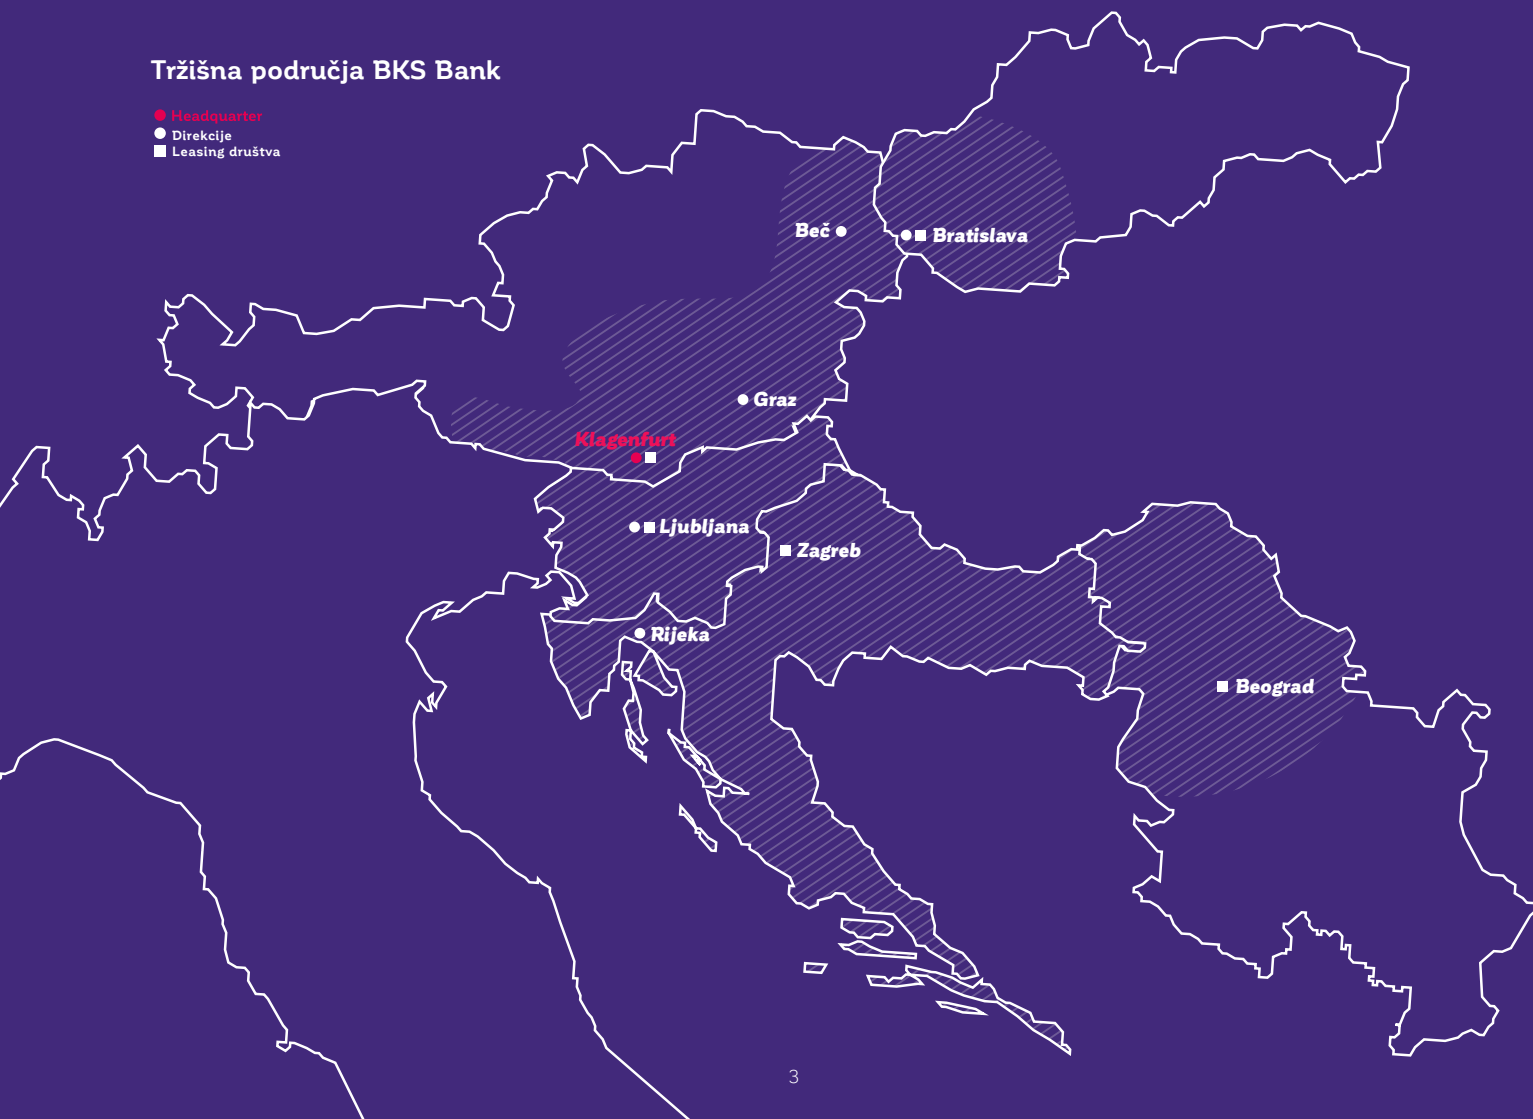 Tržišna područja BKS Bank
Headquarter
Direkcije
Leasing društva
Beč
Bratislava
Graz
Klagenfurt
Ljubljana
Zagreb
Rijeka
Beograd
3